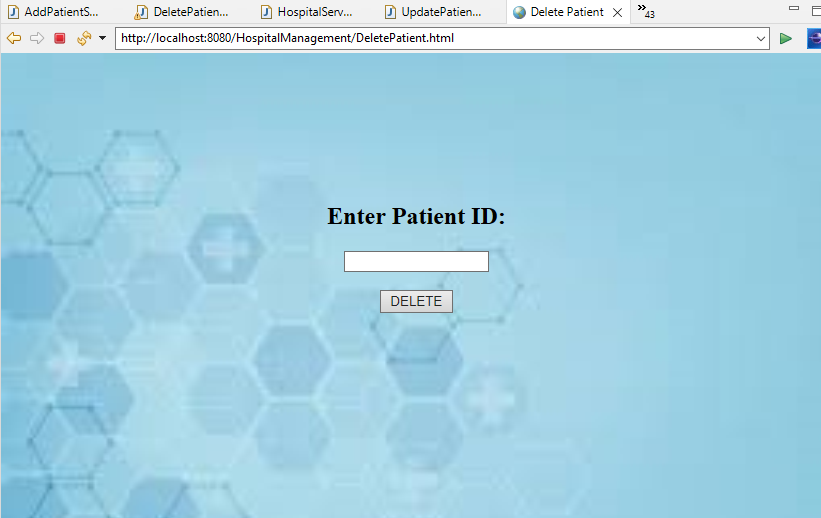 AddPatientS... DeletePatien... HospitalServ... UpdatePatien... Delete Patient »43
http://localhost:8080/HospitalManagement/DeletePatient.html
Enter Patient ID:
DELETE